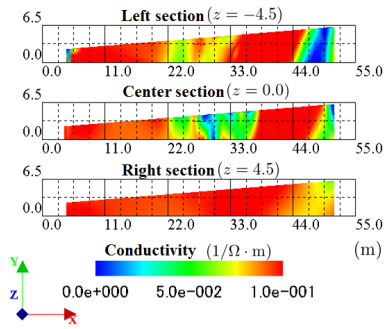 Left section (z = −4.5)
6.5
0.0
0.0 11.0 22.0 33.0 44.0 55.0
Center section (z = 0.0)
6.5
0.0
0.0 11.0 22.0 33.0 44.0 55.0
Right section (z = 4.5)
6.5
0.0
0.0 11.0 22.0 33.0 44.0 55.0
Conductivity (1/Ω · m) (m)
0.0e+000 5.0e-002 1.0e-001
Y
Z
X